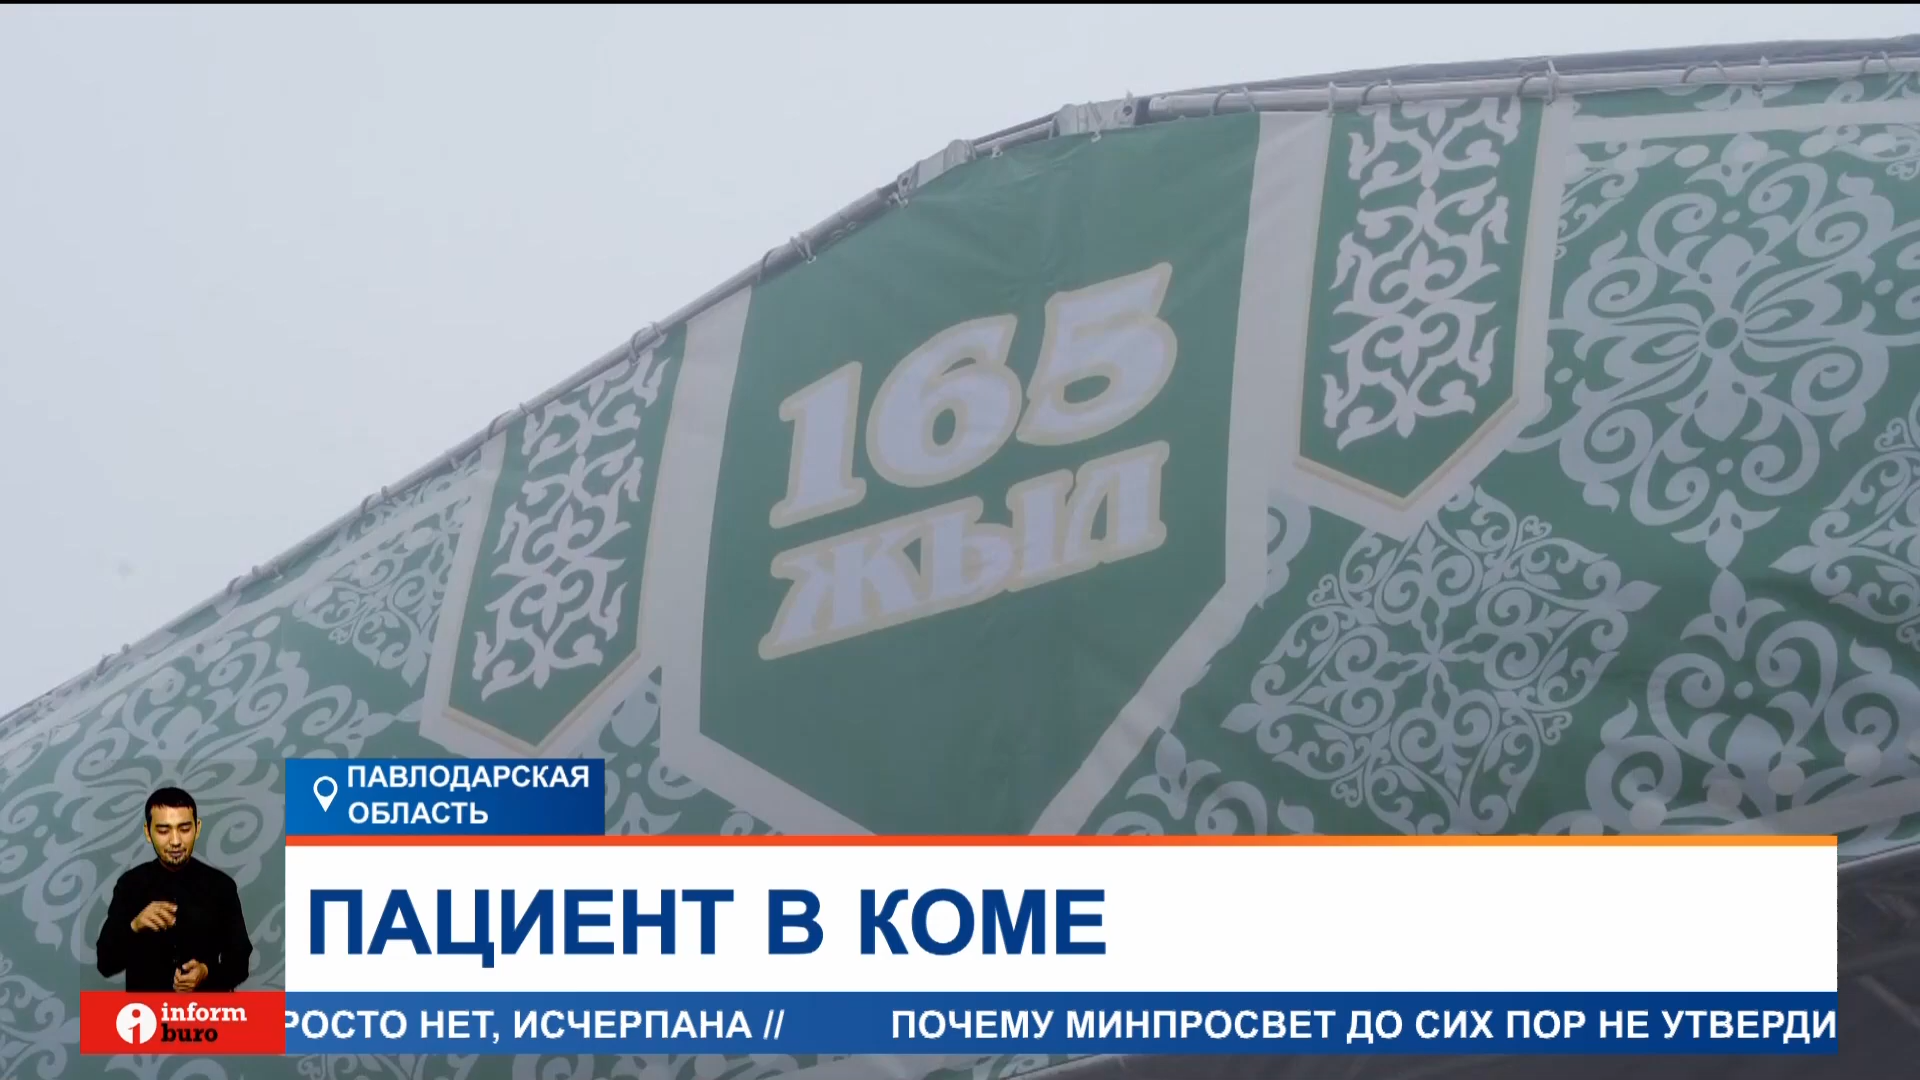 165
ЖЫЛ
ПАВЛОДАРСКАЯ
ОБЛАСТЬ
ПАЦИЕНТ В КОМЕ
inform
buro
РОСТО НЕТ, ИСЧЕРПАНА // ПОЧЕМУ МИНПРОСВЕТ ДО СИХ ПОР НЕ УТВЕРДИ